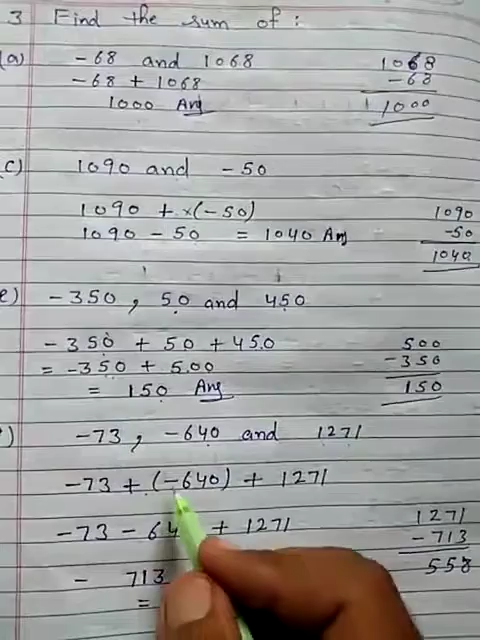 3 Find the sum of :
(a) -68 and 1068
-68 + 1068
1000 Ans
1068
-68
1000
c) 1090 and -50
1090 + x(-50)
1090 - 50 = 1040 Ans
1090
-50
1040
e) -350, 50 and 450
-350 + 50 + 450
= -350 + 500
= 150 Ans
500
-350
150
-73, -640 and 1271
-73 + (-640) + 1271
-73 - 64 + 1271
- 713
=
1271
- 713
558